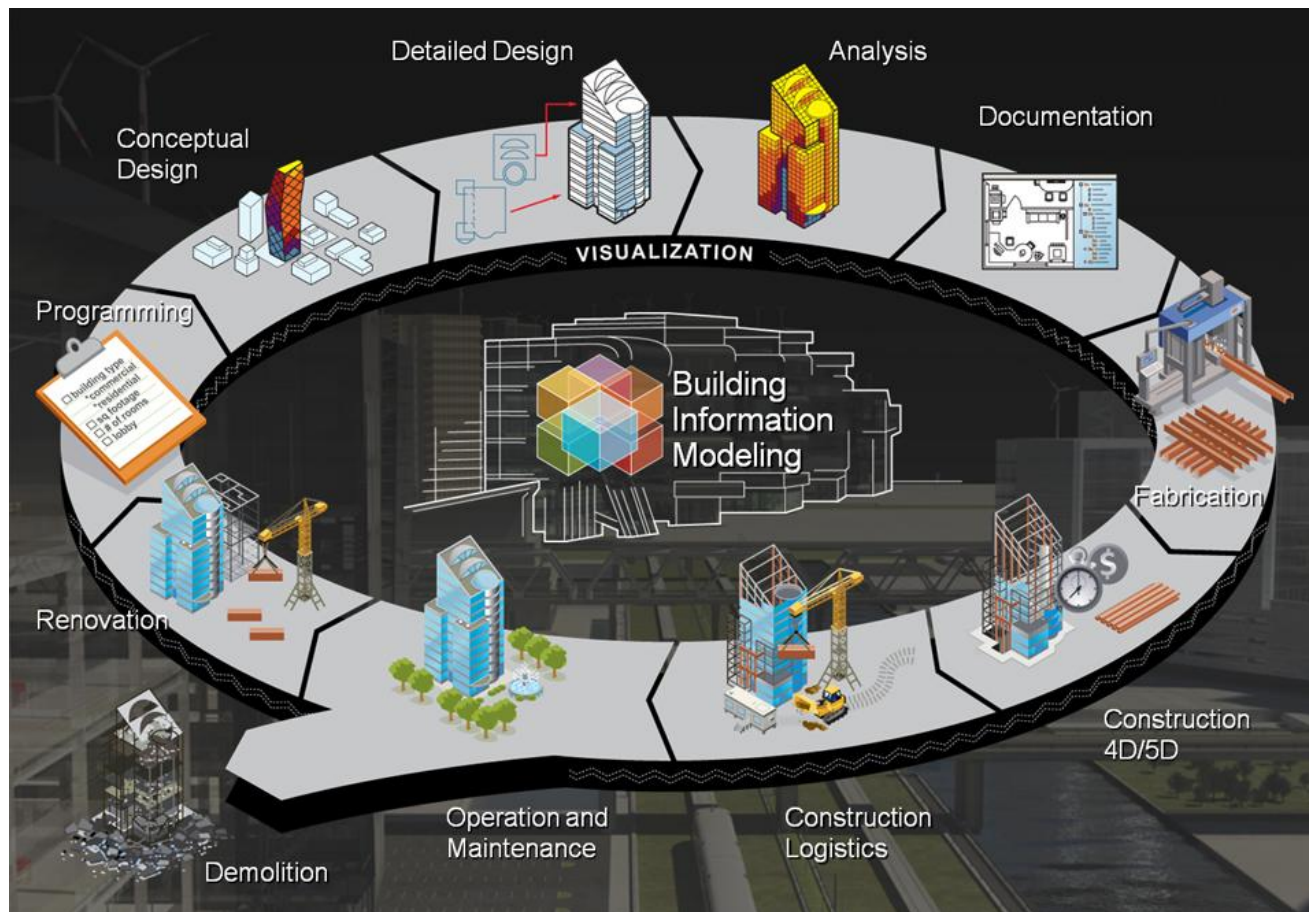 Detailed Design
Analysis
Documentation
Conceptual
Design
VISUALIZATION
Programming
building type
*commercial
*residential
sq footage
# of rooms
lobby
Building
Information
Modeling
Fabrication
$
Renovation
Construction
4D/5D
Operation and
Maintenance
Construction
Logistics
Demolition